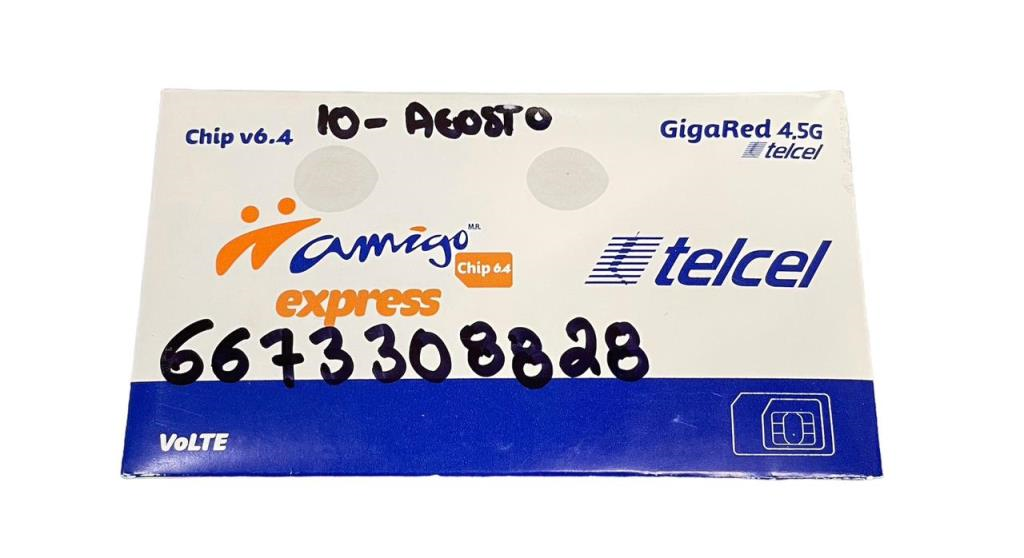 10- AGOSTO
Chip v6.4
GigaRed 4.5G
telcel
amigo M.R.
Chip 6.4
express
telcel
6673308828
VoLTE